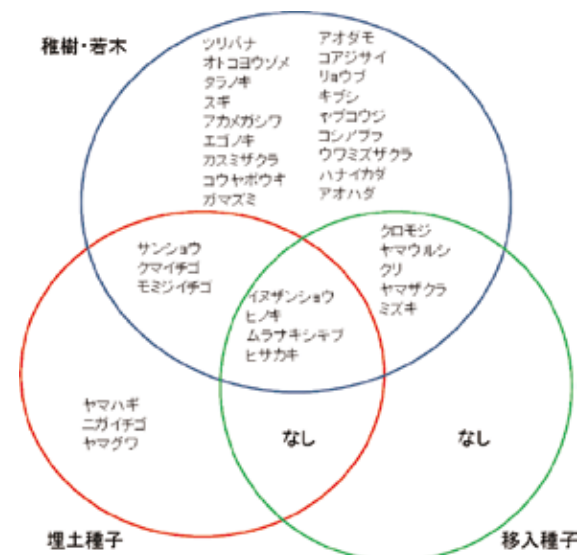 稚樹・若木
ツリバナ
オトコヨウゾメ
タラノキ
スギ
アカメガシワ
エゴノキ
カスミザクラ
コウヤボウキ
ガマズミ
アオダモ
コアジサイ
リョウブ
キブシ
ヤブコウジ
コシアブラ
ウワミズザクラ
ハナイカダ
アオハダ
サンショウ
クマイチゴ
モミジイチゴ
イヌザンショウ
ヒノキ
ムラサキシキブ
ヒサカキ
クロモジ
ヤマウルシ
クリ
ヤマザクラ
ミズキ
ヤマハギ
ニガイチゴ
ヤマグワ
なし
なし
埋土種子
移入種子